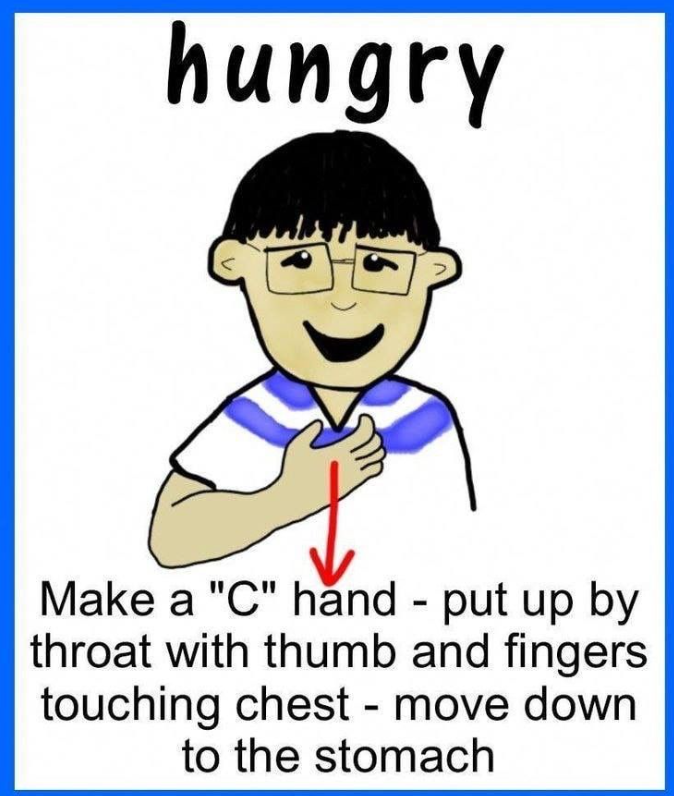 hungry
Make a "C" hand - put up by
throat with thumb and fingers
touching chest - move down
to the stomach